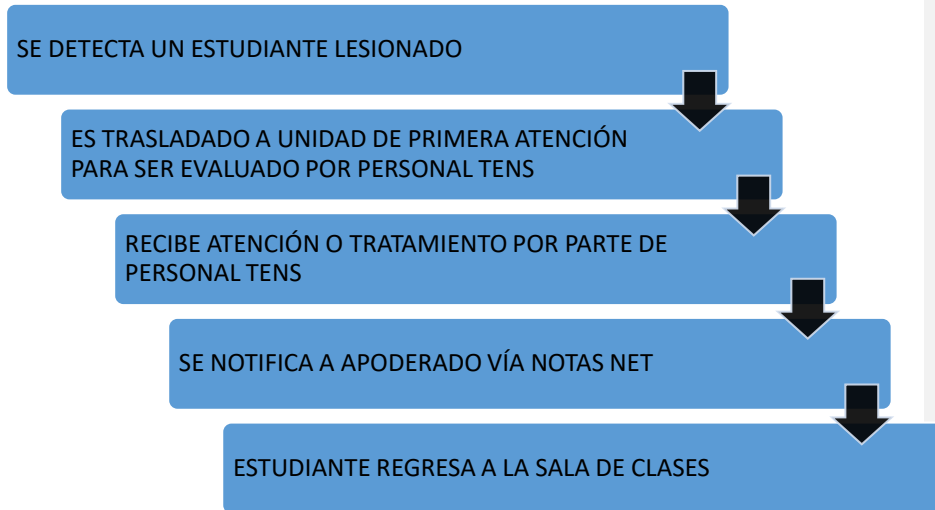 SE DETECTA UN ESTUDIANTE LESIONADO
ES TRASLADADO A UNIDAD DE PRIMERA ATENCIÓN
PARA SER EVALUADO POR PERSONAL TENS
RECIBE ATENCIÓN O TRATAMIENTO POR PARTE DE
PERSONAL TENS
SE NOTIFICA A APODERADO VÍA NOTAS NET
ESTUDIANTE REGRESA A LA SALA DE CLASES